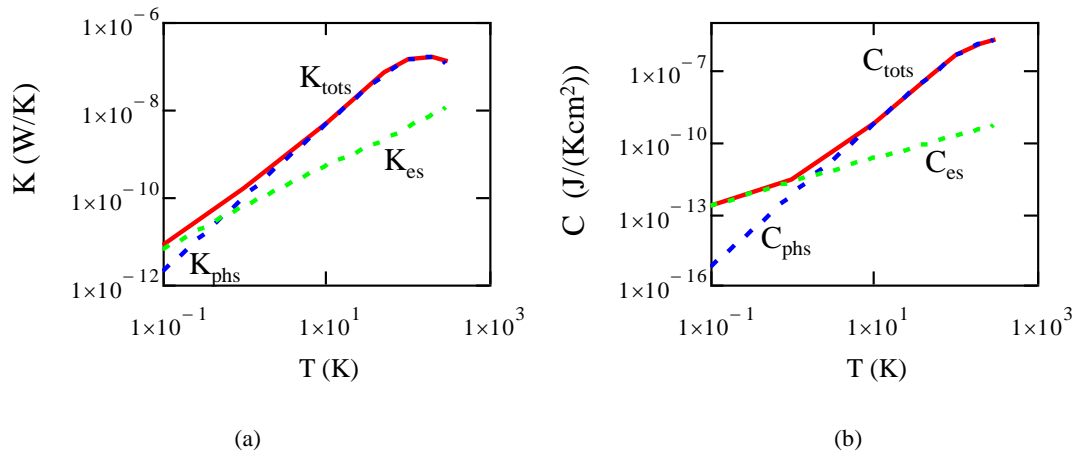 1×10⁻⁶
1×10⁻⁸
1×10⁻¹⁰
1×10⁻¹²
K (W/K)
K_tots
K_es
K_phs
1×10⁻¹ 1×10¹ 1×10³
T (K)
(a)
1×10⁻⁷
1×10⁻¹⁰
1×10⁻¹³
1×10⁻¹⁶
C (J/(Kcm²))
C_tots
C_es
C_phs
1×10⁻¹ 1×10¹ 1×10³
T (K)
(b)